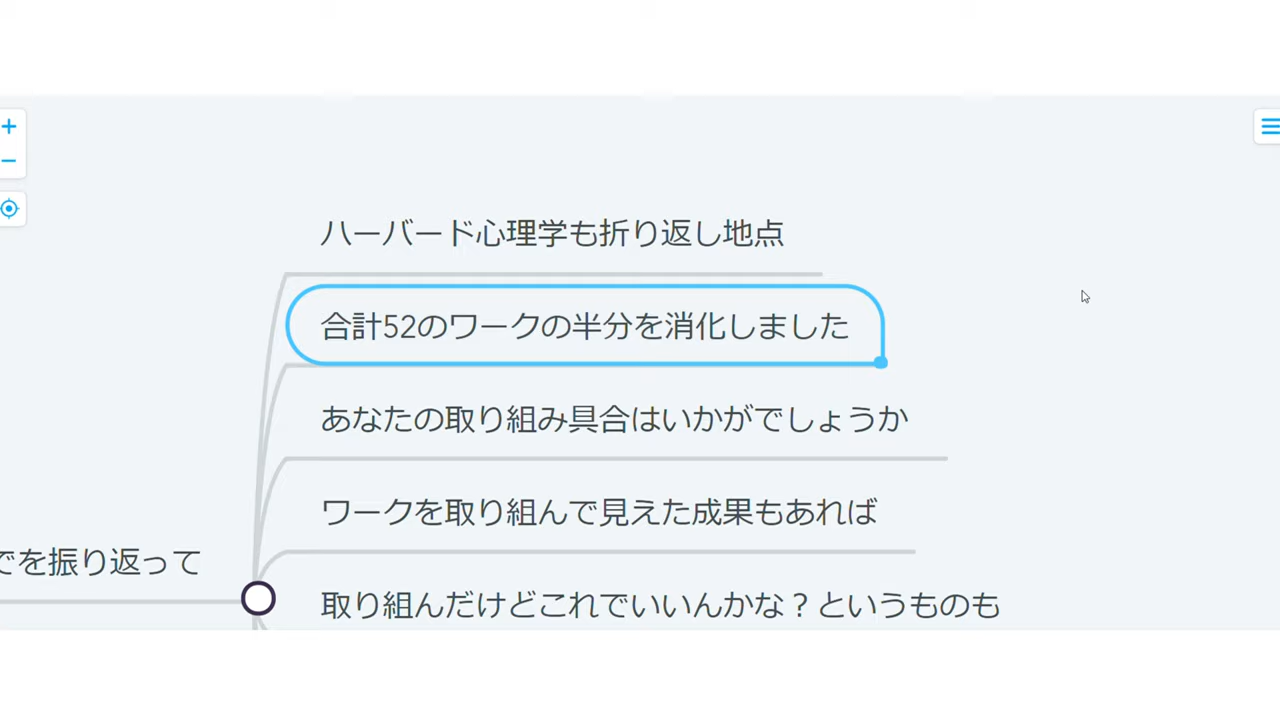 ハーバード心理学も折り返し地点
合計52のワークの半分を消化しました
あなたの取り組み具合はいかがでしょうか
ワークを取り組んで見えた成果もあれば
でを振り返って
取り組んだけどこれでいいんかな？というものも